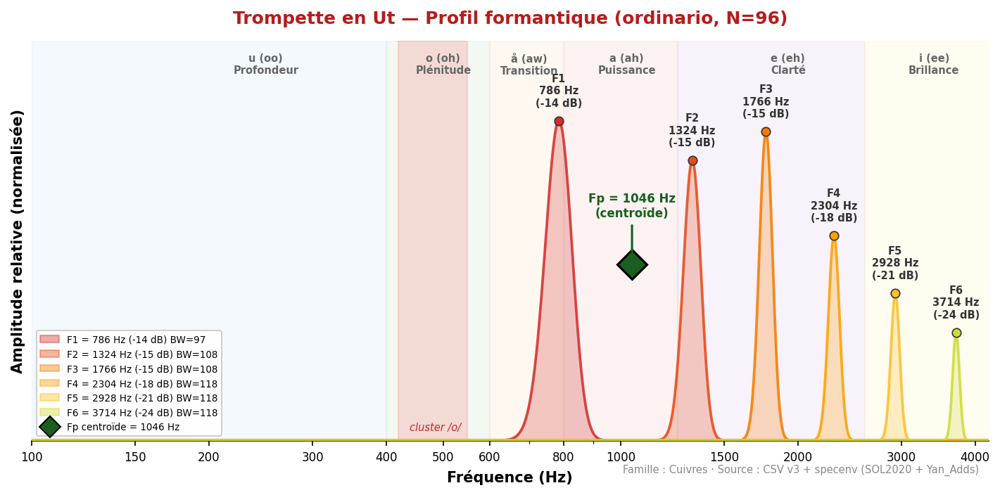 Trompette en Ut — Profil formantique (ordinario, N=96)
u (oo)
Profondeur
o (oh)
Plénitude
å (aw)
Transition
a (ah)
Puissance
e (eh)
Clarté
i (ee)
Brillance
F1
786 Hz
(-14 dB)
F2
1324 Hz
(-15 dB)
F3
1766 Hz
(-15 dB)
F4
2304 Hz
(-18 dB)
F5
2928 Hz
(-21 dB)
F6
3714 Hz
(-24 dB)
Fp = 1046 Hz
(centroïde)
Amplitude relative (normalisée)
F1 = 786 Hz (-14 dB) BW=97
F2 = 1324 Hz (-15 dB) BW=108
F3 = 1766 Hz (-15 dB) BW=108
F4 = 2304 Hz (-18 dB) BW=118
F5 = 2928 Hz (-21 dB) BW=118
F6 = 3714 Hz (-24 dB) BW=118
Fp centroïde = 1046 Hz
cluster /o/
100 150 200 300 400 500 600 800 1000 1500 2000 3000 4000
Fréquence (Hz)
Famille : Cuivres · Source : CSV v3 + specenv (SOL2020 + Yan_Adds)